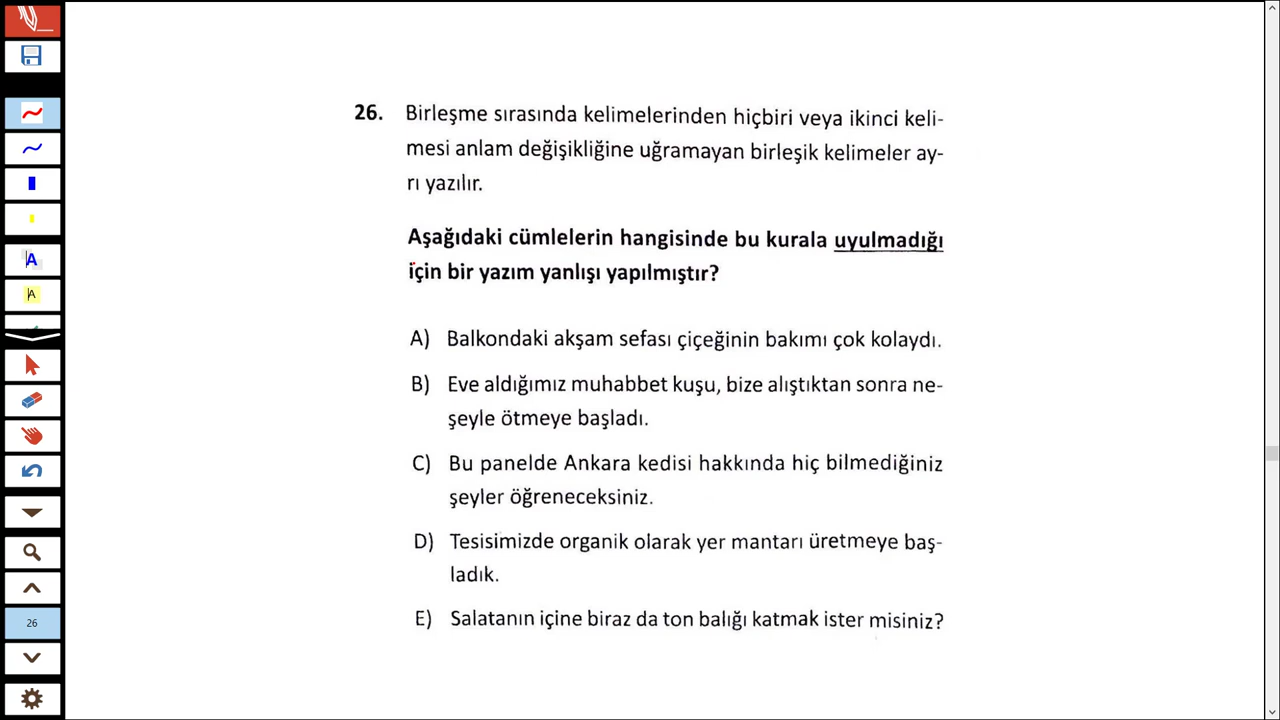 26. Birleşme sırasında kelimelerinden hiçbiri veya ikinci keli-
mesi anlam değişikliğine uğramayan birleşik kelimeler ay-
rı yazılır.
Aşağıdaki cümlelerin hangisinde bu kurala uyulmadığı
için bir yazım yanlışı yapılmıştır?
A) Balkondaki akşam sefası çiçeğinin bakımı çok kolaydı.
B) Eve aldığımız muhabbet kuşu, bize alıştıktan sonra ne-
şeyle ötmeye başladı.
C) Bu panelde Ankara kedisi hakkında hiç bilmediğiniz
şeyler öğreneceksiniz.
D) Tesisimizde organik olarak yer mantarı üretmeye baş-
ladık.
E) Salatanın içine biraz da ton balığı katmak ister misiniz?
A
A
26